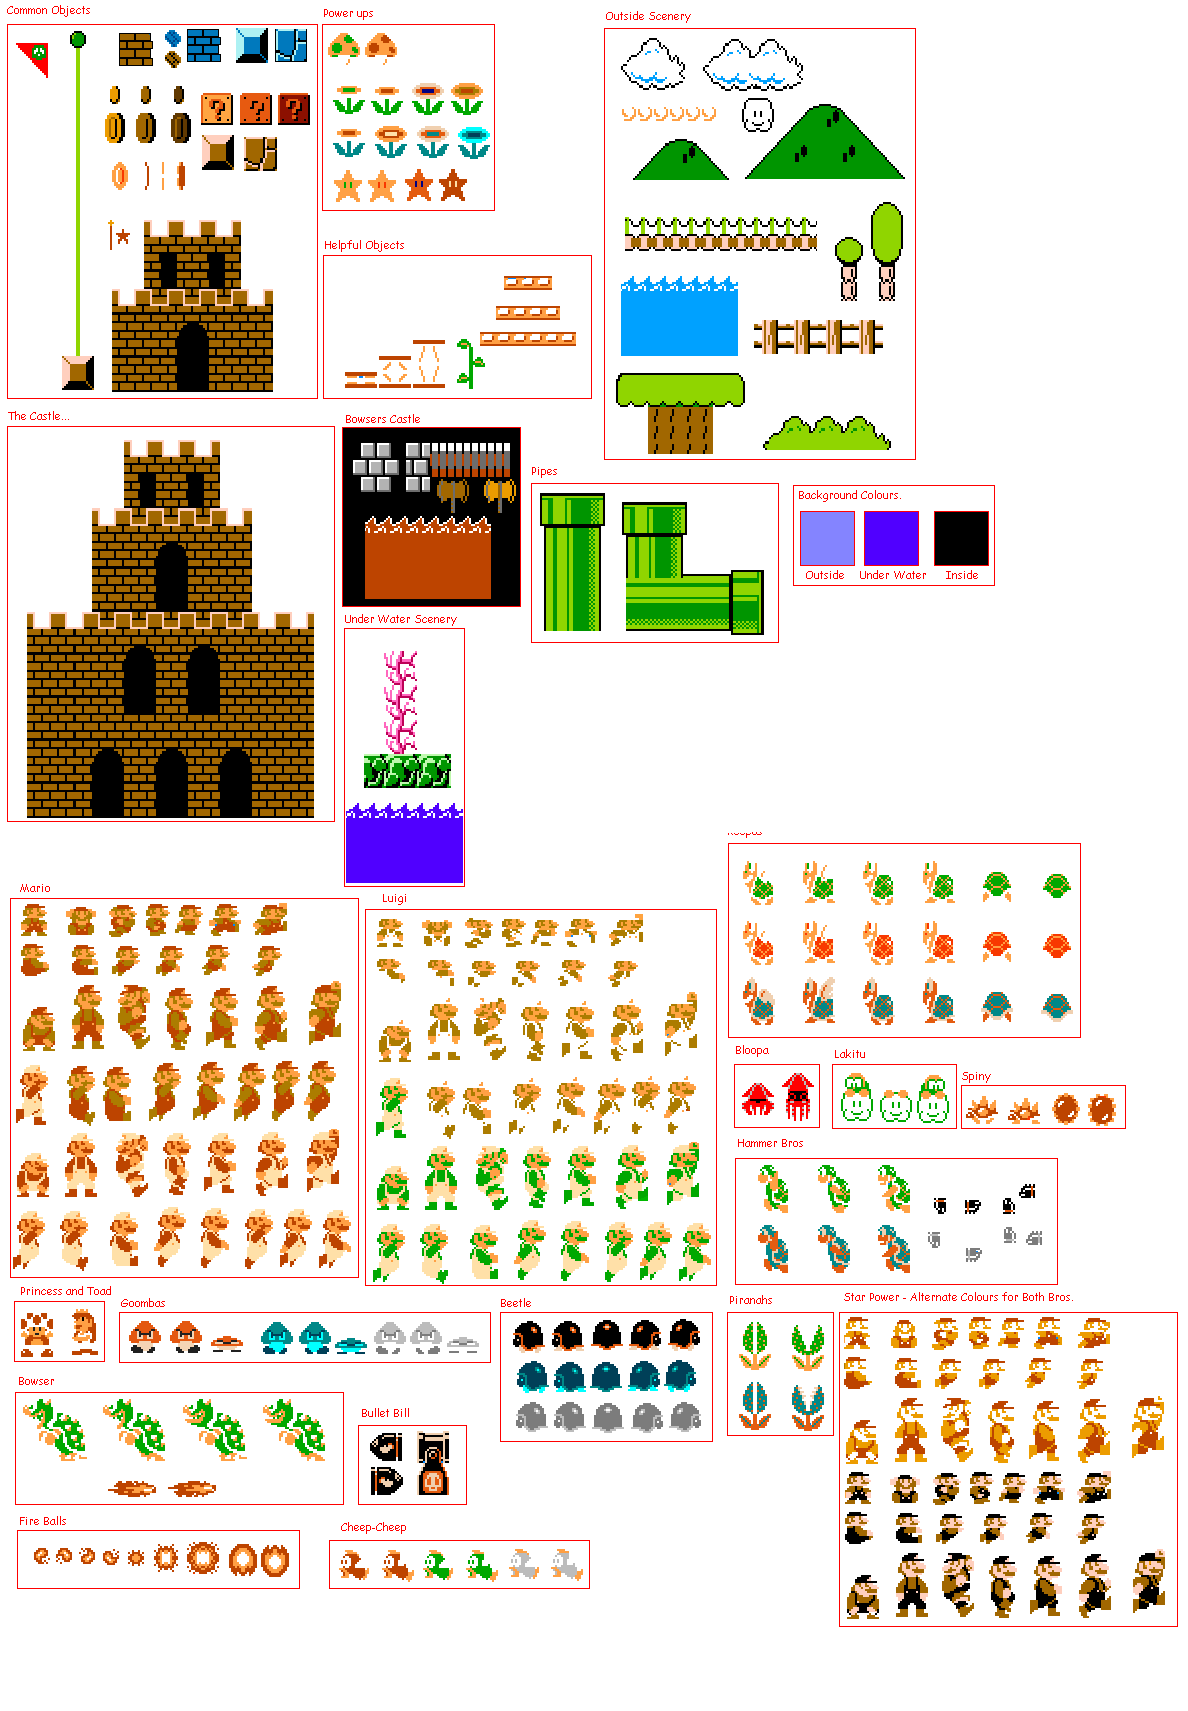 Common Objects
Power ups
Outside Scenery
? ? ?
Helpful Objects
The Castle...
Bowsers Castle
Pipes
Background Colours.
Outside
Under Water
Inside
Under Water Scenery
Mario
Luigi
Bloopa
Lakitu
Spiny
Hammer Bros
Princess and Toad
Goombas
Beetle
Piranahs
Star Power - Alternate Colours for Both Bros.
Bowser
Bullet Bill
Fire Balls
Cheep-Cheep